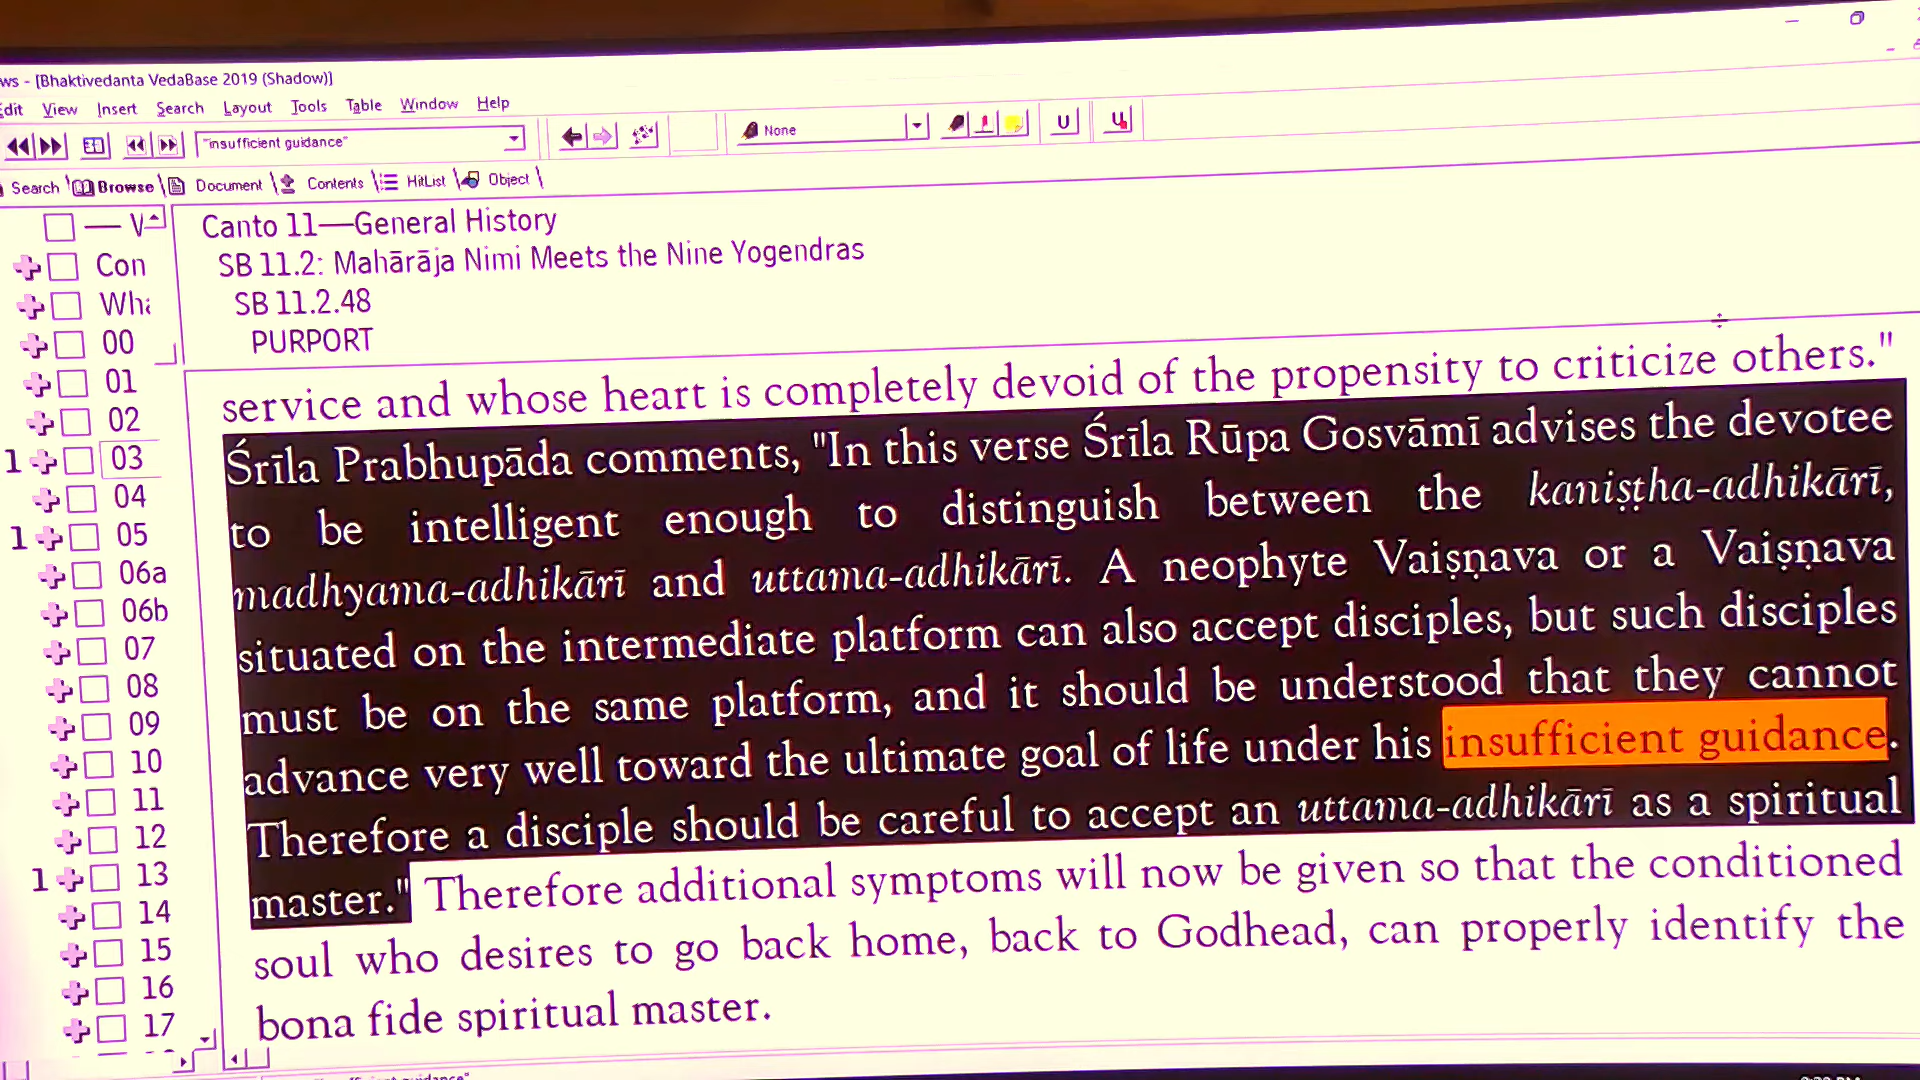 ws - [Bhaktivedanta VedaBase 2019 (Shadow)]
Edit View Insert Search Layout Tools Table Window Help
"insufficient guidance" None U U
Search Browse Document Contents HitList Object
Canto 11—General History
SB 11.2: Mahārāja Nimi Meets the Nine Yogendras
SB 11.2.48
PURPORT
Con
00
01
02
1 03
04
1 05
06a
06b
07
08
09
10
11
12
1 13
14
15
16
17
service and whose heart is completely devoid of the propensity to criticize others."
Śrīla Prabhupāda comments, "In this verse Śrīla Rūpa Gosvāmī advises the devotee
to be intelligent enough to distinguish between the kaniṣṭha-adhikārī,
madhyama-adhikārī and uttama-adhikārī. A neophyte Vaiṣṇava or a Vaiṣṇava
situated on the intermediate platform can also accept disciples, but such disciples
must be on the same platform, and it should be understood that they cannot
advance very well toward the ultimate goal of life under his insufficient guidance.
Therefore a disciple should be careful to accept an uttama-adhikārī as a spiritual
master." Therefore additional symptoms will now be given so that the conditioned
soul who desires to go back home, back to Godhead, can properly identify the
bona fide spiritual master.